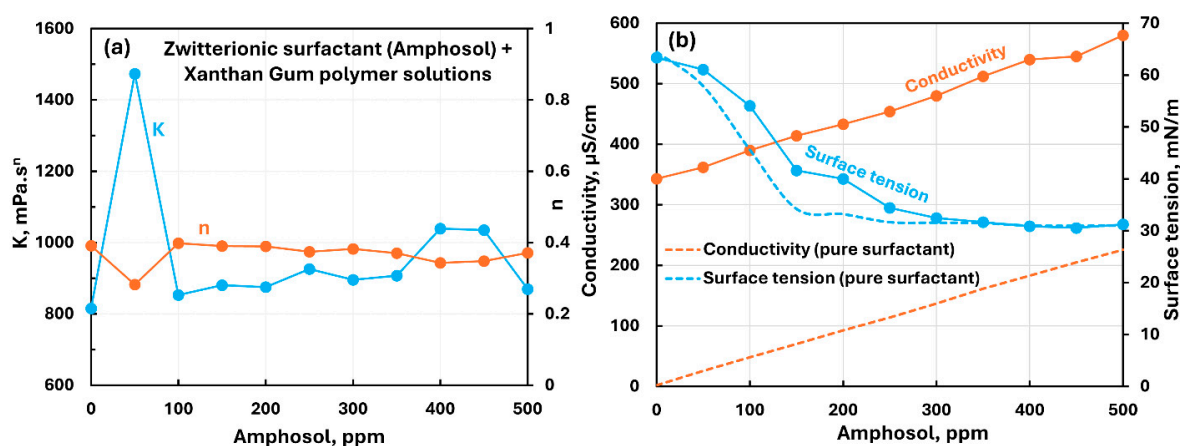 (a)
Zwitterionic surfactant (Amphosol) +
Xanthan Gum polymer solutions
K, mPa.sⁿ
1600
1400
1200
1000
800
600
K
n
1
0.8
0.6
0.4
0.2
0
n
0 100 200 300 400 500
Amphosol, ppm
(b)
Conductivity, µS/cm
600
500
400
300
200
100
0
Conductivity
Surface tension
Conductivity (pure surfactant)
Surface tension (pure surfactant)
70
60
50
40
30
20
10
0
Surface tension, mN/m
0 100 200 300 400 500
Amphosol, ppm